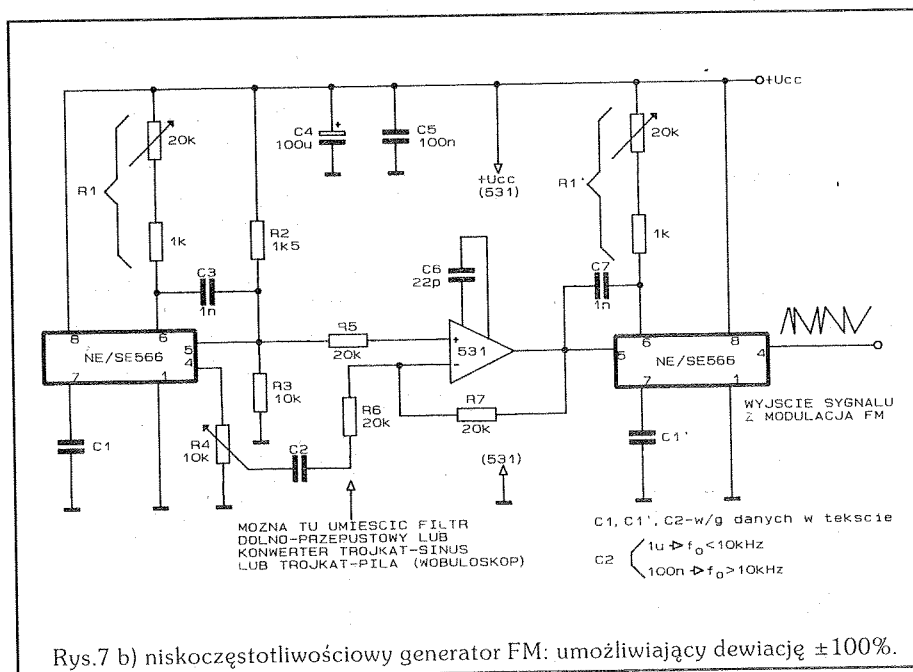 +Ucc
20k
R1
1k
C3
1n
R2
1k5
C4
+
100u
C5
100n
+Ucc
(531)
20k
R1'
1k
C6
22p
C7
1n
8
6
5
4
NE/SE566
7
1
R5
20k
+
-
531
6
8
5
4
NE/SE566
7
1
C1
R4
10k
R3
10k
C2
R6
20k
R7
20k
(531)
C1'
WYJSCIE SYGNALU
Z MODULACJA FM
MOZNA TU UMIESCIC FILTR
DOLNO-PRZEPUSTOWY LUB
KONWERTER TROJKAT-SINUS
LUB TROJKAT-PILA (WOBULOSKOP)
C1, C1', C2-w/g danych w tekscie
C2
1u ▷ fo<10kHz
100n ▷ fo>10kHz
Rys.7 b) niskoczęstotliwościowy generator FM: umożliwiający dewiację ±100%.